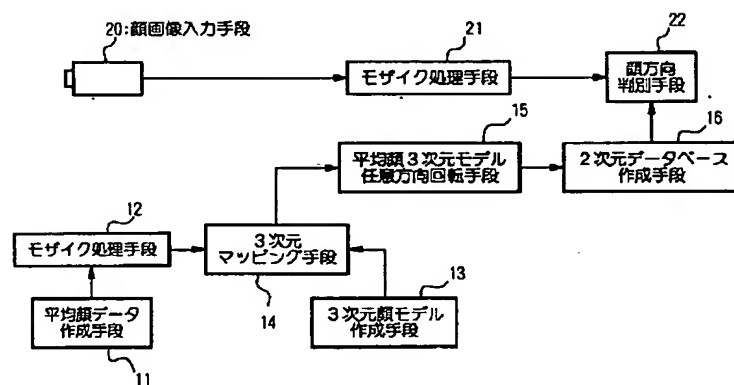 20:顔画像入力手段
21
モザイク処理手段
22
顔方向
判別手段
15
平均顔3次元モデル
任意方向回転手段
16
2次元データベース
作成手段
12
モザイク処理手段
3次元
マッピング手段
14
13
3次元顔モデル
作成手段
平均顔データ
作成手段
11